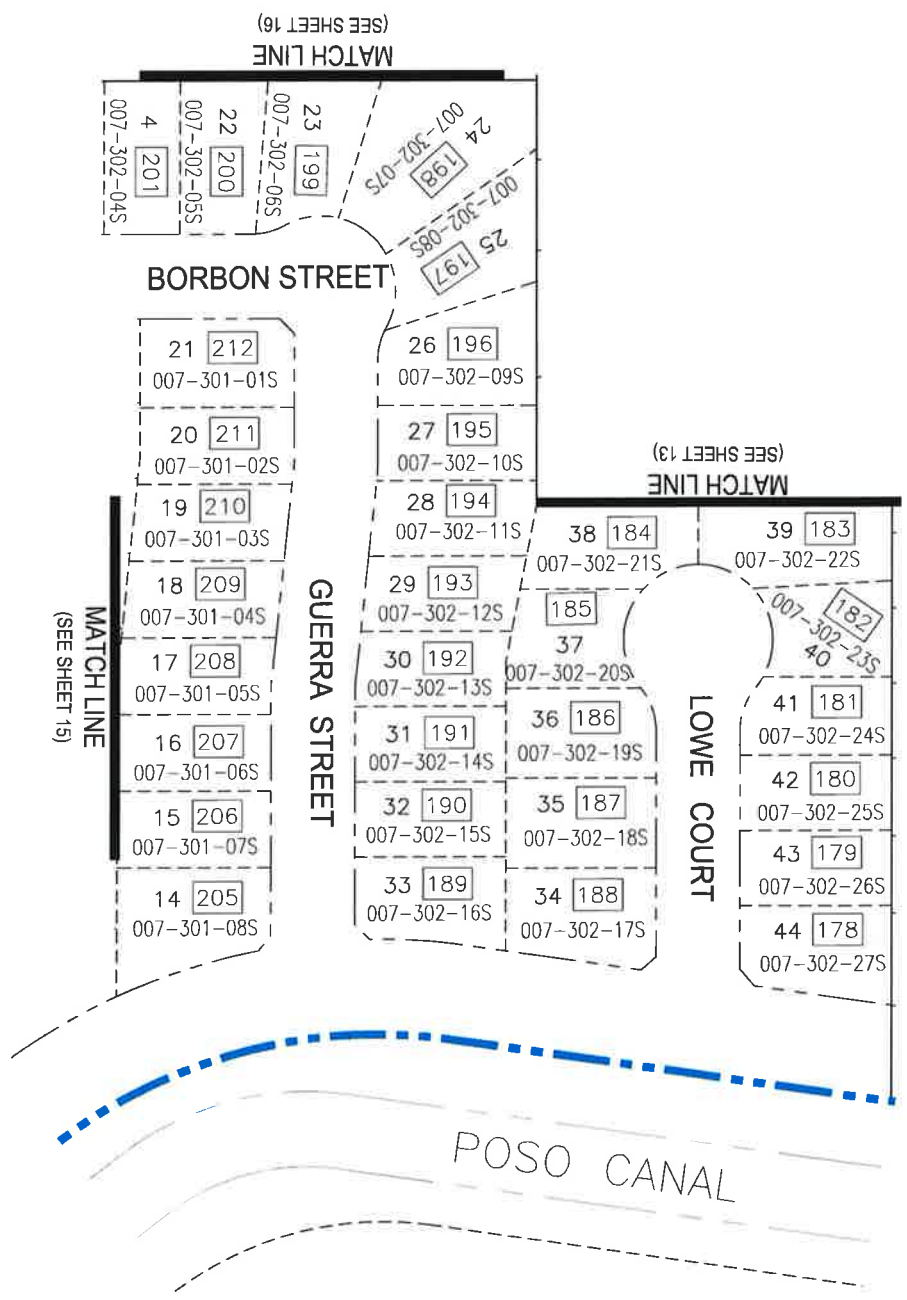 (SEE SHEET 16)
MATCH LINE
4 201
007-302-04S
22 200
007-302-05S
23 199
007-302-06S
24 198
007-302-07S
25 197
007-302-08S
BORBON STREET
21 212
007-301-01S
20 211
007-301-02S
19 210
007-301-03S
18 209
007-301-04S
17 208
007-301-05S
16 207
007-301-06S
15 206
007-301-07S
14 205
007-301-08S
MATCH LINE
(SEE SHEET 15)
GUERRA STREET
26 196
007-302-09S
27 195
007-302-10S
28 194
007-302-11S
29 193
007-302-12S
30 192
007-302-13S
31 191
007-302-14S
32 190
007-302-15S
33 189
007-302-16S
(SEE SHEET 13)
MATCH LINE
38 184
007-302-21S
185
37
007-302-20S
36 186
007-302-19S
35 187
007-302-18S
34 188
007-302-17S
LOWE COURT
39 183
007-302-22S
182
007-302-23S
40
41 181
007-302-24S
42 180
007-302-25S
43 179
007-302-26S
44 178
007-302-27S
POSO CANAL